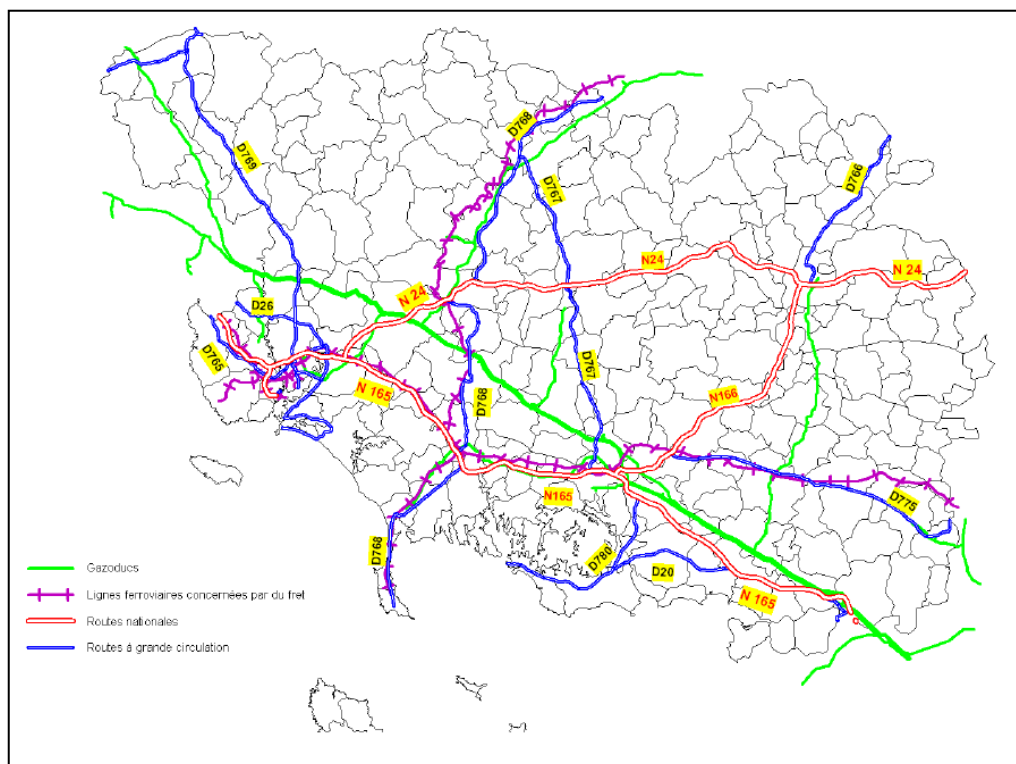 D768
D769
D767
D766
N24
N 24
N 24
D26
D765
D767
N 165
D768
N166
N165
D775
D768
D780
D20
N 165
Gazoducs
Lignes ferroviaires concernées par du fret
Routes nationales
Routes à grande circulation